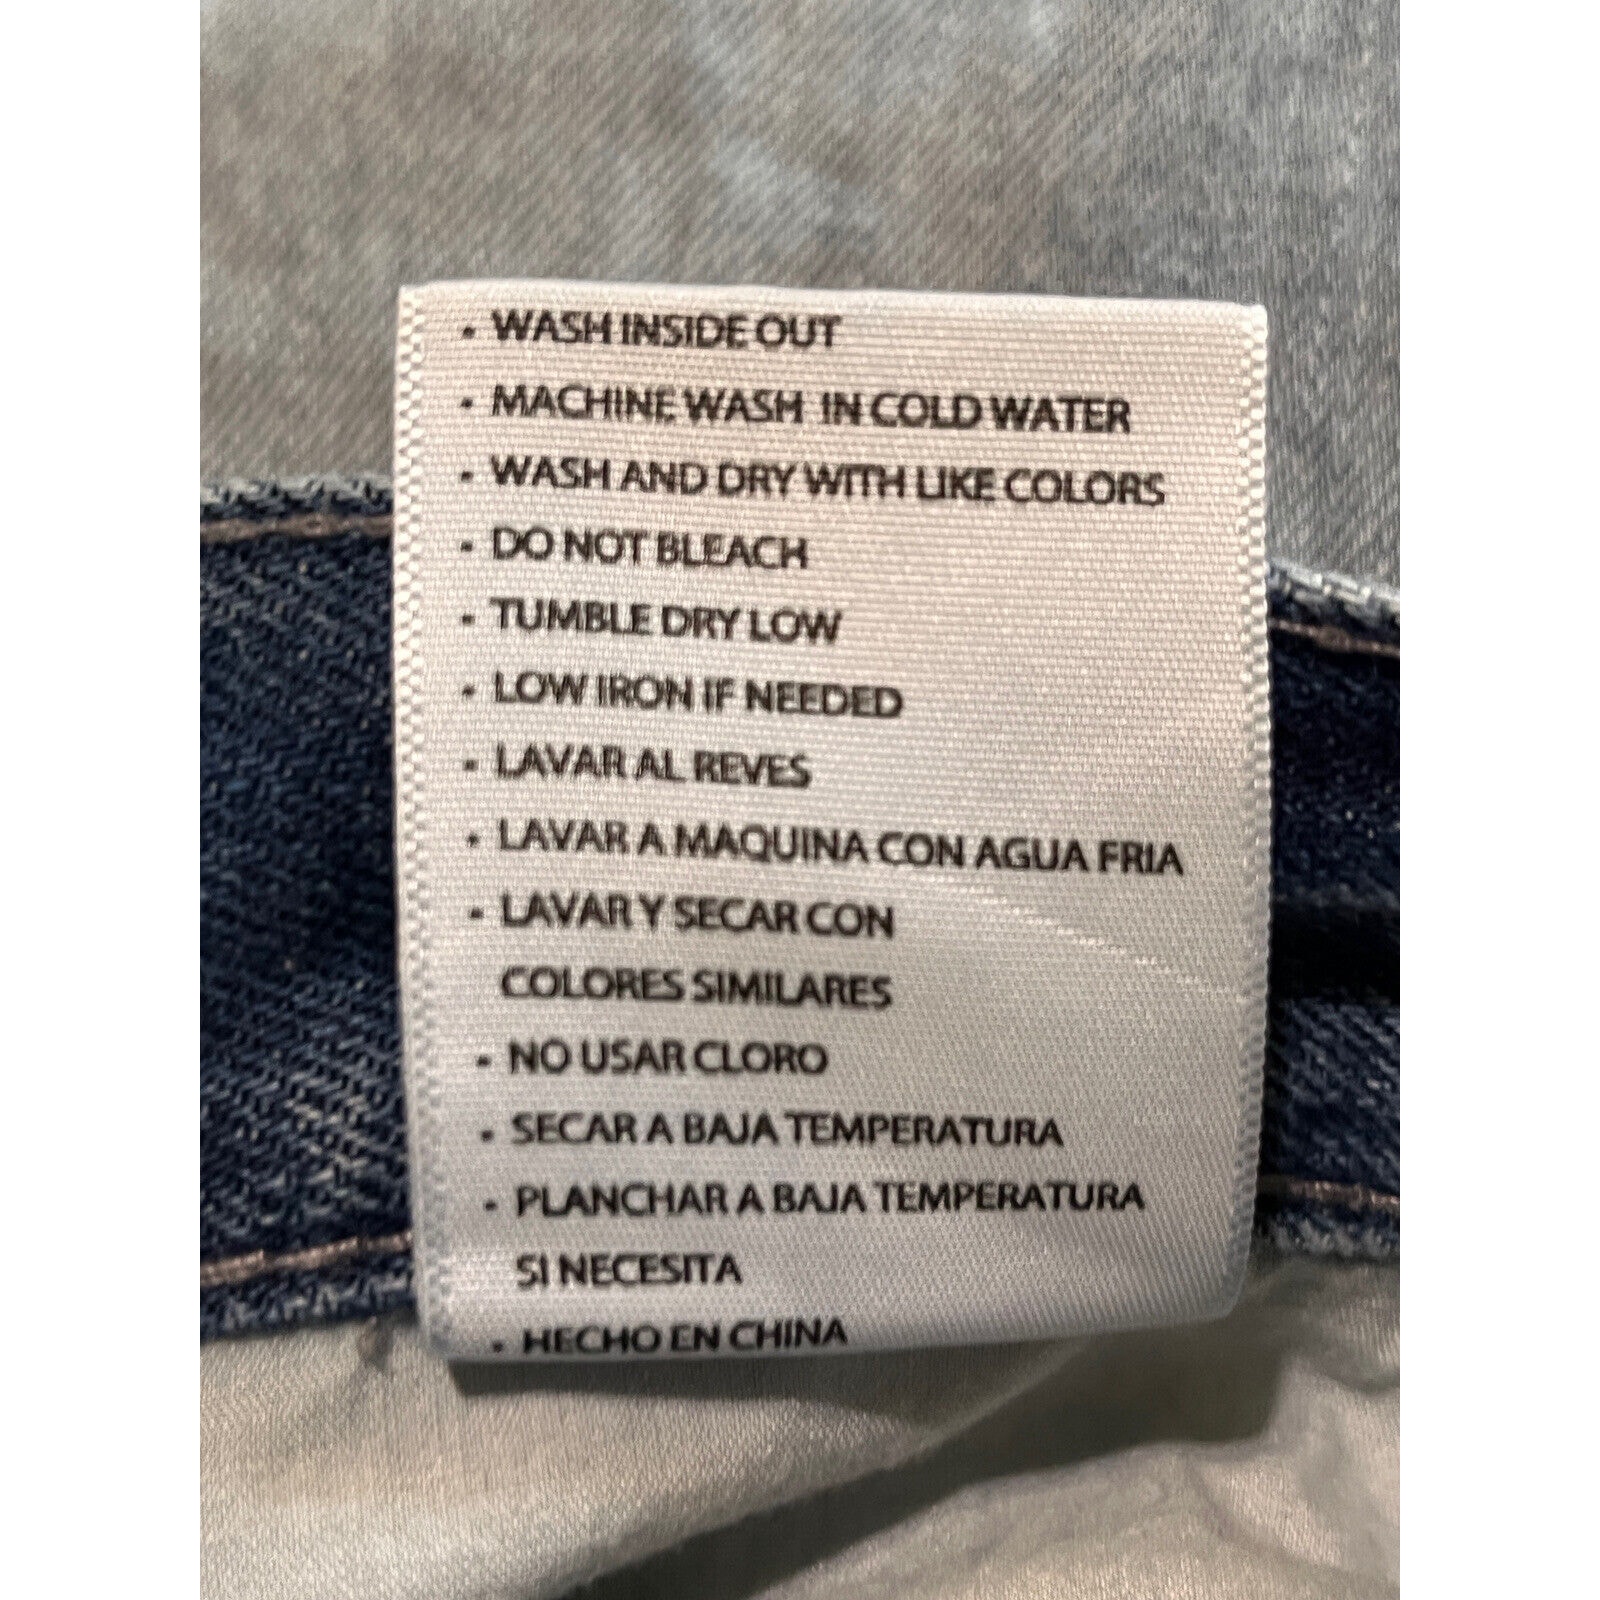 - WASH INSIDE OUT
- MACHINE WASH IN COLD WATER
- WASH AND DRY WITH LIKE COLORS
- DO NOT BLEACH
- TUMBLE DRY LOW
- LOW IRON IF NEEDED
- LAVAR AL REVES
- LAVAR A MAQUINA CON AGUA FRIA
- LAVAR Y SECAR CON
COLORES SIMILARES
- NO USAR CLORO
- SECAR A BAJA TEMPERATURA
- PLANCHAR A BAJA TEMPERATURA
SI NECESITA
- HECHO EN CHINA